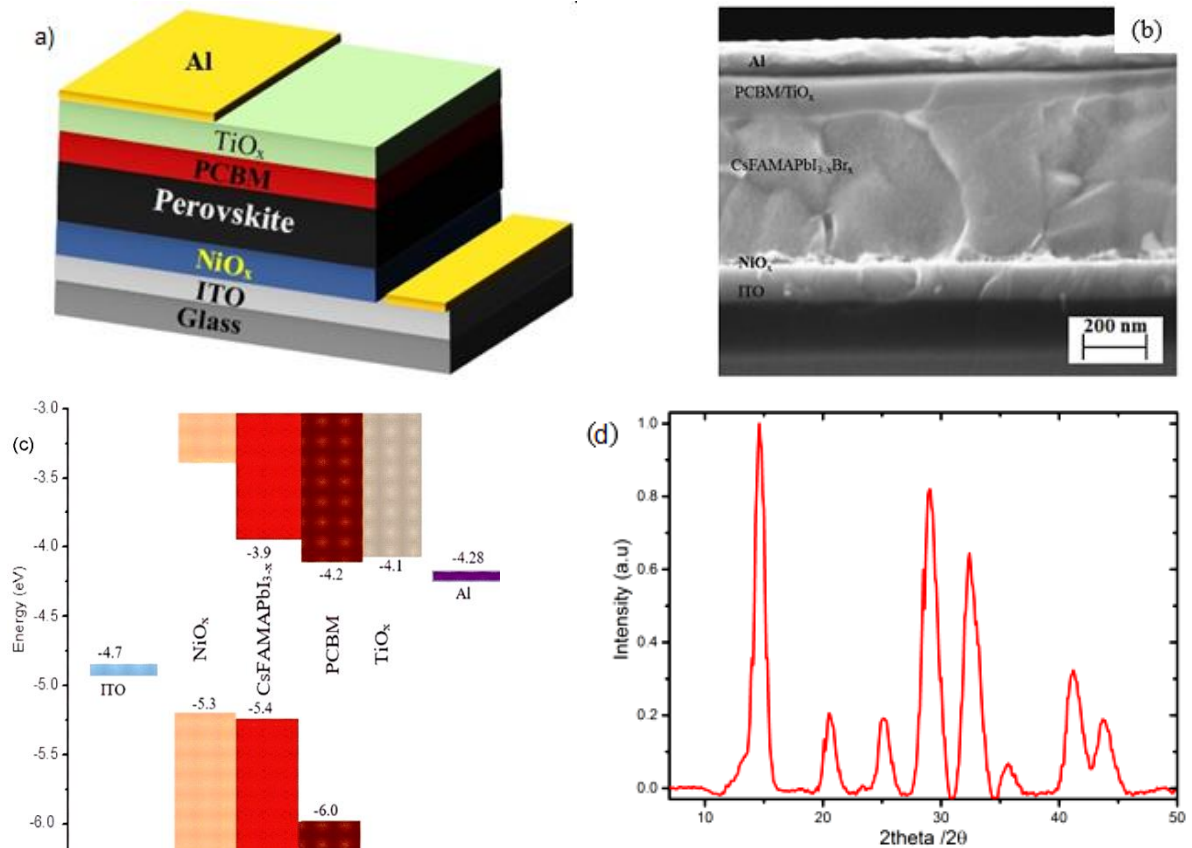 a)
Al
TiOx
PCBM
Perovskite
NiOx
ITO
Glass
(b)
Al
PCBM/TiOx
CsFAMAPbI3-xBrx
NiOx
ITO
200 nm
(c)
Energy (eV)
-3.0
-3.5
-4.0
-4.5
-5.0
-5.5
-6.0
-4.7
ITO
NiOx
-5.3
-3.9
CsFAMAPbI3-x
-5.4
PCBM
-4.2
-6.0
TiOx
-4.1
-4.28
Al
(d)
Intensity (a.u)
1.0
0.8
0.6
0.4
0.2
0.0
10 20 30 40 50
2theta /2θ